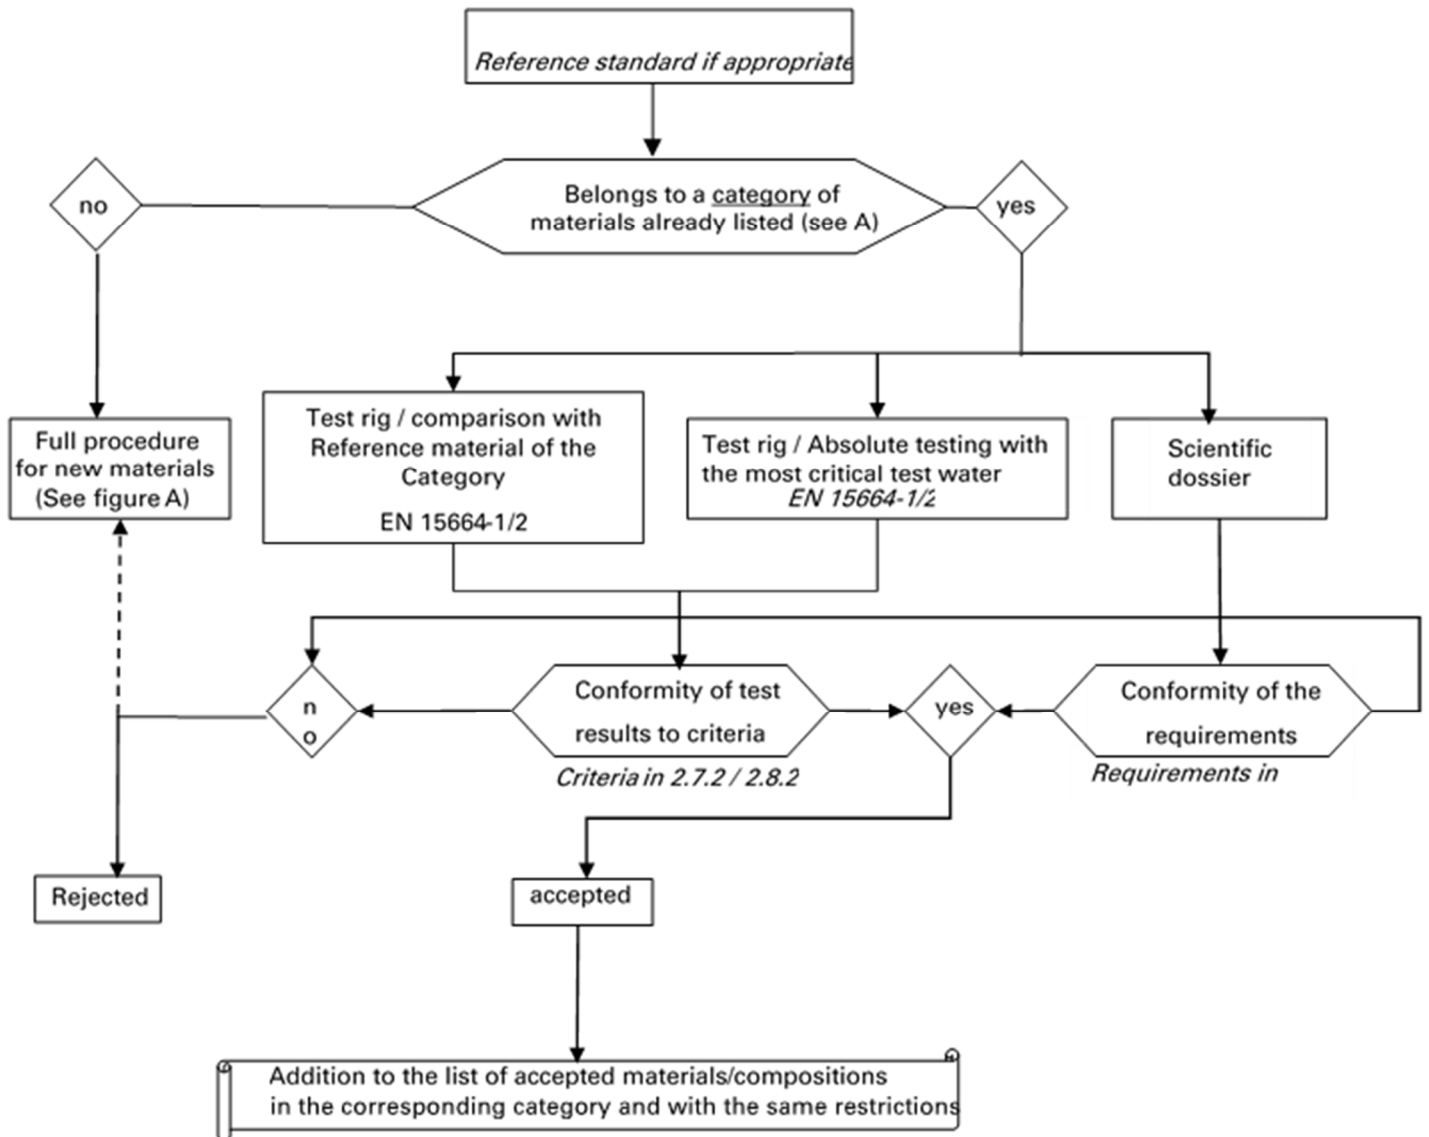 Reference standard if appropriate
Belongs to a category of
materials already listed (see A)
no
yes
Full procedure
for new materials
(See figure A)
Test rig / comparison with
Reference material of the
Category
EN 15664-1/2
Test rig / Absolute testing with
the most critical test water
EN 15664-1/2
Scientific
dossier
n
o
Conformity of test
results to criteria
Criteria in 2.7.2 / 2.8.2
yes
Conformity of the
requirements
Requirements in
Rejected
accepted
Addition to the list of accepted materials/compositions
in the corresponding category and with the same restrictions